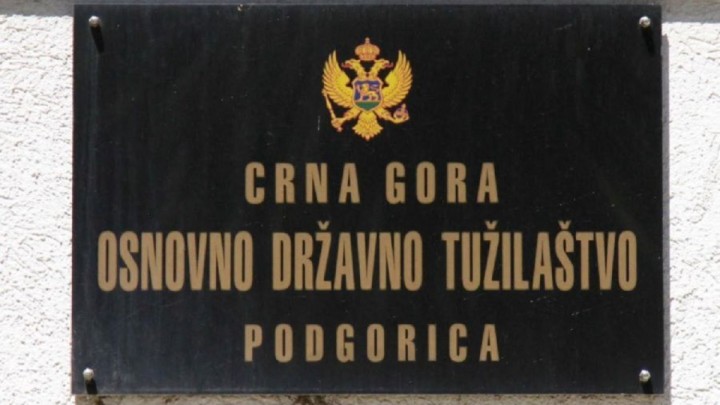 CRNA GORA
OSNOVNO DRŽAVNO TUŽILAŠTVO
PODGORICA